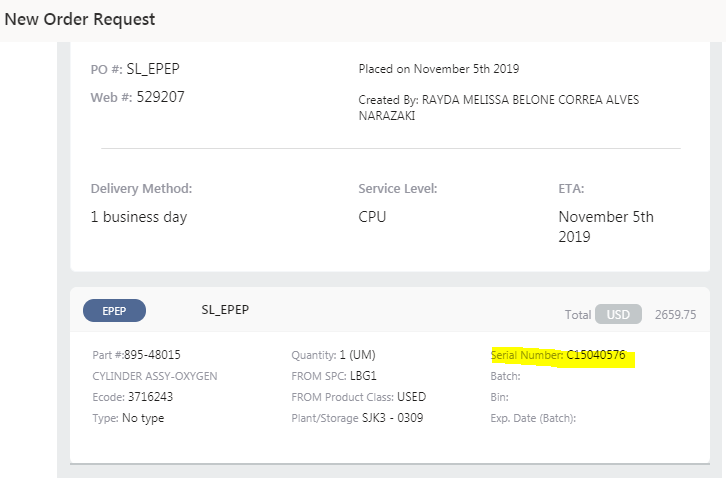 New Order Request
PO #: SL_EPEP
Placed on November 5th 2019
Web #: 529207
Created By: RAYDA MELISSA BELONE CORREA ALVES
NARAZAKI
Delivery Method:
Service Level:
ETA:
1 business day
CPU
November 5th
2019
EPEP
SL_EPEP
Total USD 2659.75
Part #:895-48015
Quantity: 1 (UM)
Serial Number: C15040576
CYLINDER ASSY-OXYGEN
FROM SPC: LBG1
Batch:
Ecode: 3716243
FROM Product Class: USED
Bin:
Type: No type
Plant/Storage SJK3 - 0309
Exp. Date (Batch):